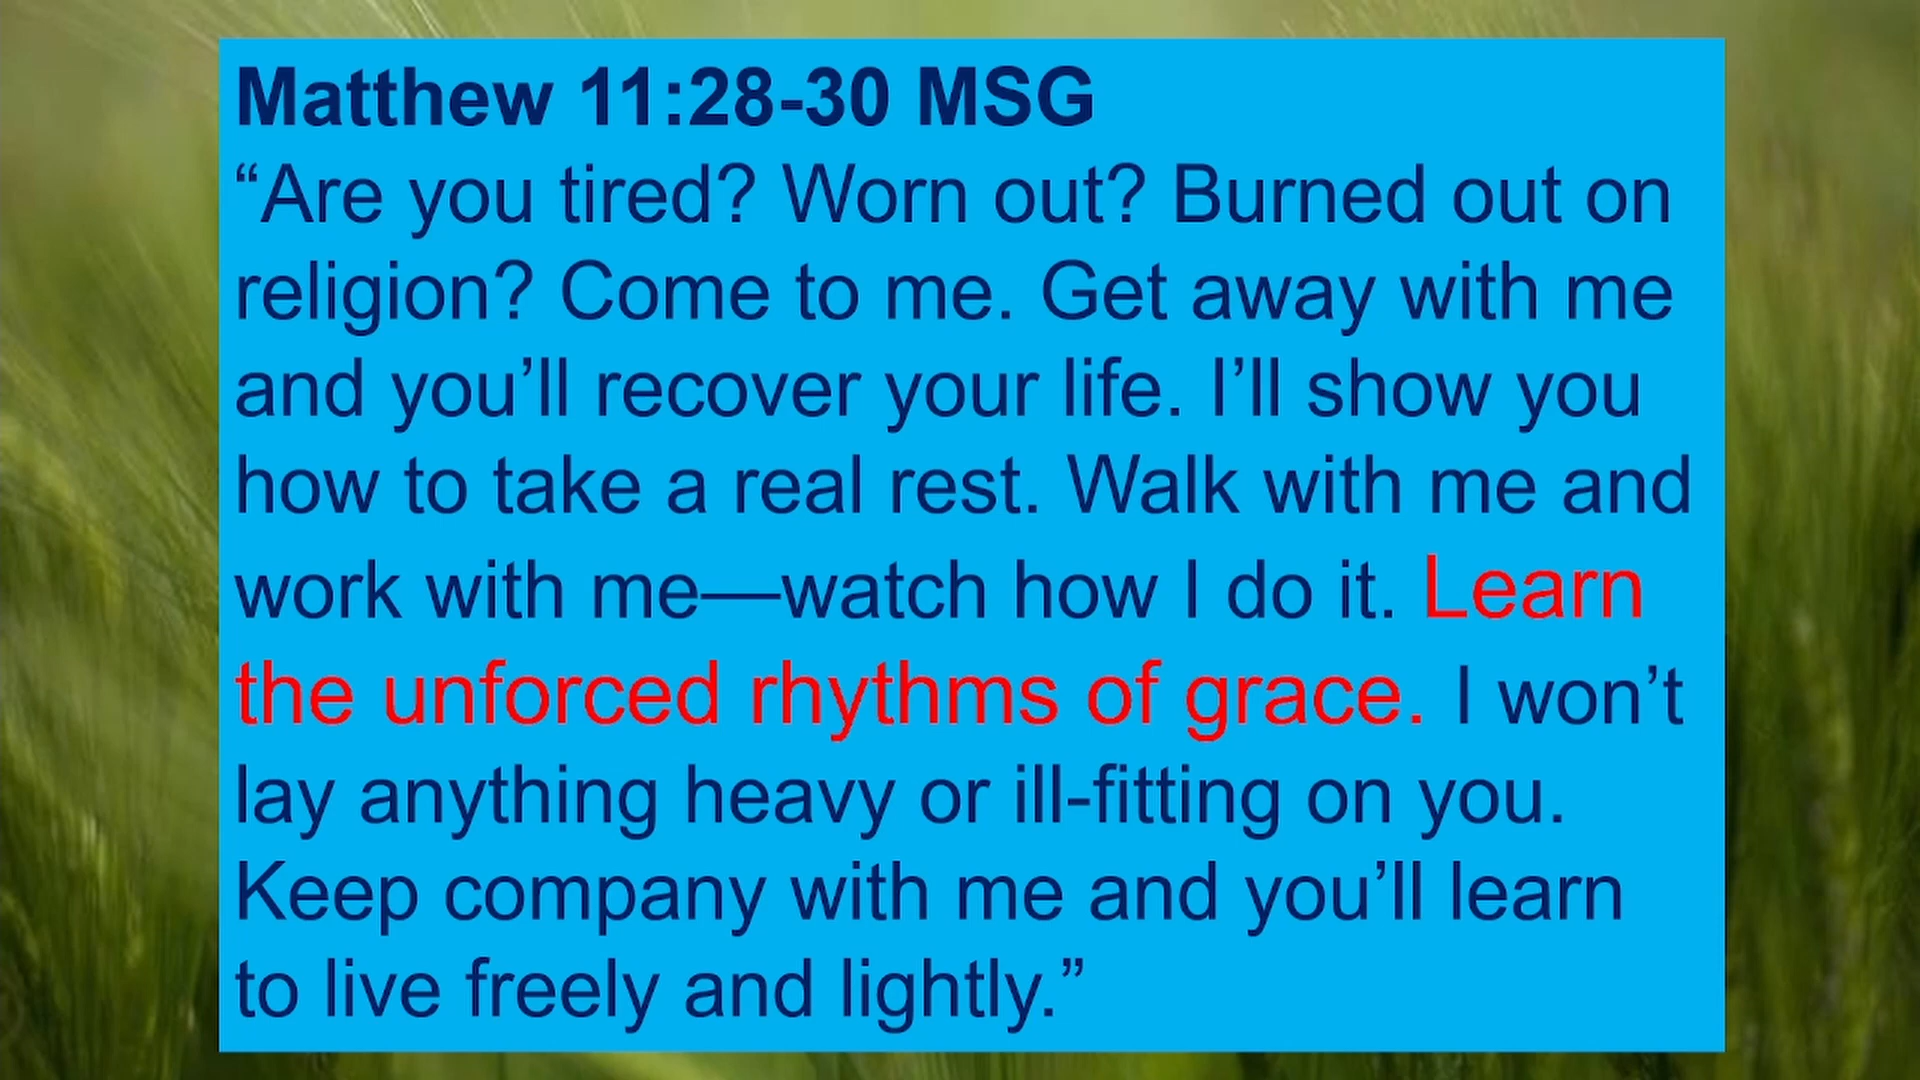 Matthew 11:28-30 MSG
“Are you tired? Worn out? Burned out on
religion? Come to me. Get away with me
and you’ll recover your life. I’ll show you
how to take a real rest. Walk with me and
work with me—watch how I do it. Learn
the unforced rhythms of grace. I won’t
lay anything heavy or ill-fitting on you.
Keep company with me and you’ll learn
to live freely and lightly.”